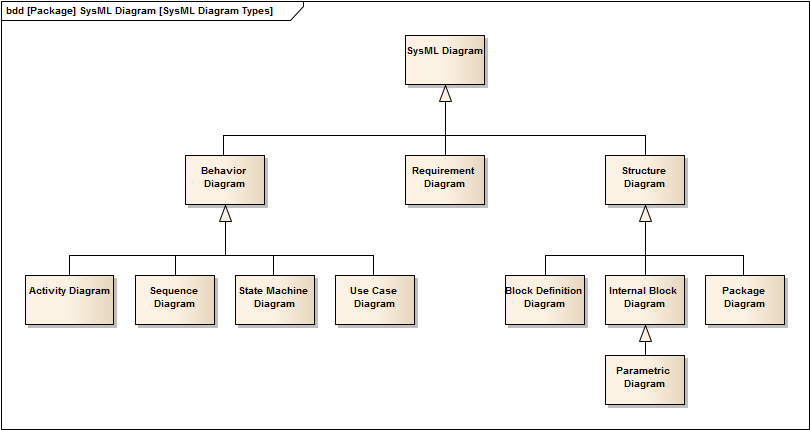 bdd [Package] SysML Diagram [SysML Diagram Types]
SysML Diagram
Behavior
Diagram
Requirement
Diagram
Structure
Diagram
Activity Diagram
Sequence
Diagram
State Machine
Diagram
Use Case
Diagram
Block Definition
Diagram
Internal Block
Diagram
Package
Diagram
Parametric
Diagram